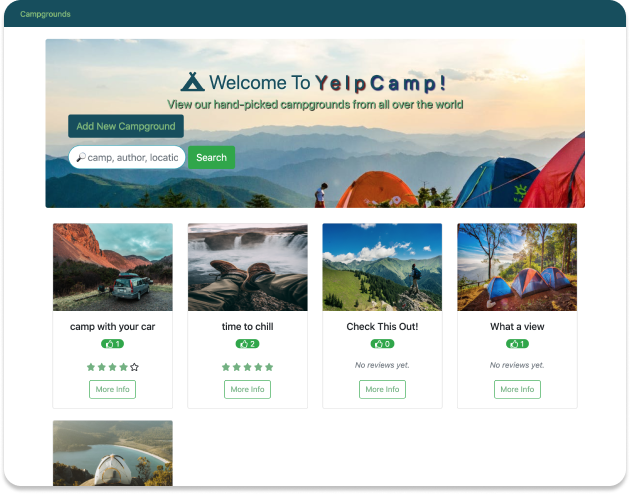 Campgrounds
Welcome To YelpCamp!
View our hand-picked campgrounds from all over the world
Add New Campground
camp, author, locatic
Search
camp with your car
1
More Info
time to chill
2
More Info
Check This Out!
0
No reviews yet.
More Info
What a view
1
No reviews yet.
More Info